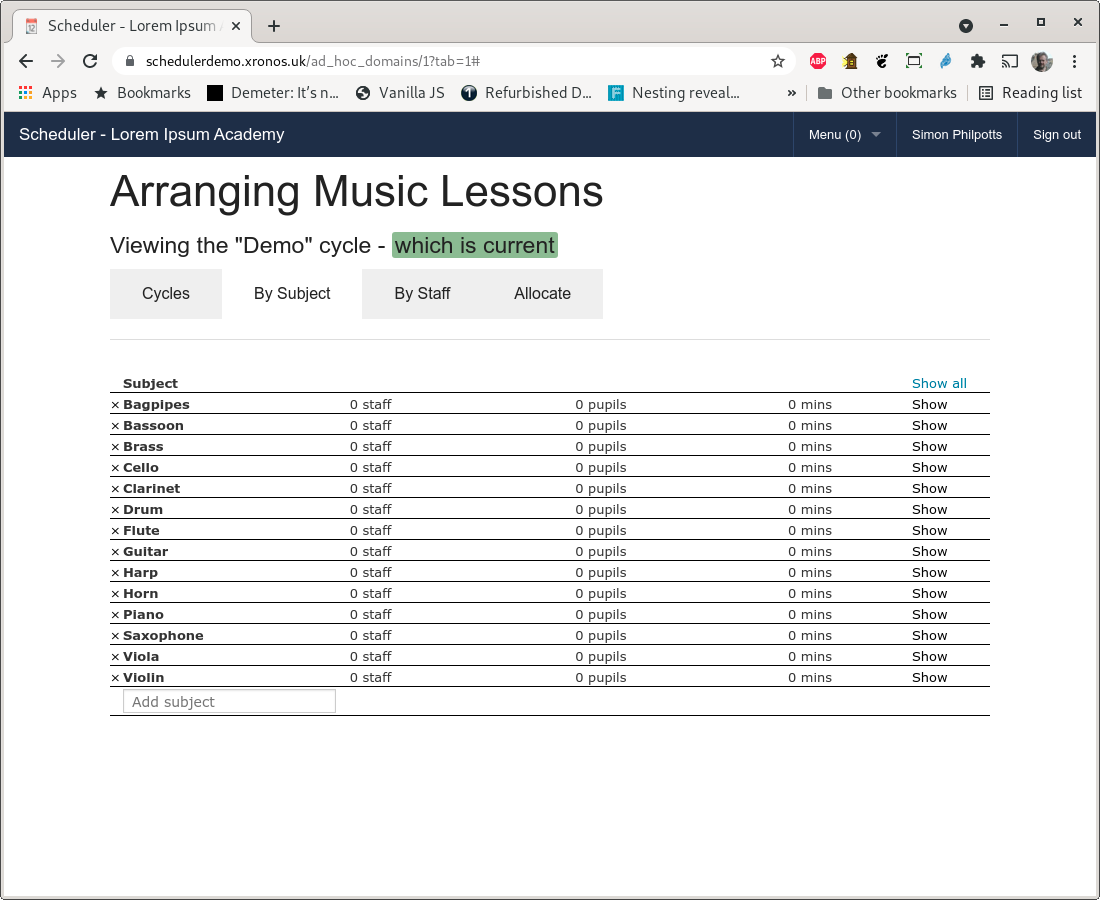 Scheduler - Lorem Ipsum A
schedulerdemo.xronos.uk/ad_hoc_domains/1?tab=1#
ABP
Apps Bookmarks Demeter: It's n... Vanilla JS Refurbished D... Nesting reveal... » Other bookmarks Reading list
Scheduler - Lorem Ipsum Academy Menu (0) Simon Philpotts Sign out
Arranging Music Lessons
Viewing the "Demo" cycle - which is current
Cycles By Subject By Staff Allocate
Subject Show all
× Bagpipes 0 staff 0 pupils 0 mins Show
× Bassoon 0 staff 0 pupils 0 mins Show
× Brass 0 staff 0 pupils 0 mins Show
× Cello 0 staff 0 pupils 0 mins Show
× Clarinet 0 staff 0 pupils 0 mins Show
× Drum 0 staff 0 pupils 0 mins Show
× Flute 0 staff 0 pupils 0 mins Show
× Guitar 0 staff 0 pupils 0 mins Show
× Harp 0 staff 0 pupils 0 mins Show
× Horn 0 staff 0 pupils 0 mins Show
× Piano 0 staff 0 pupils 0 mins Show
× Saxophone 0 staff 0 pupils 0 mins Show
× Viola 0 staff 0 pupils 0 mins Show
× Violin 0 staff 0 pupils 0 mins Show
Add subject